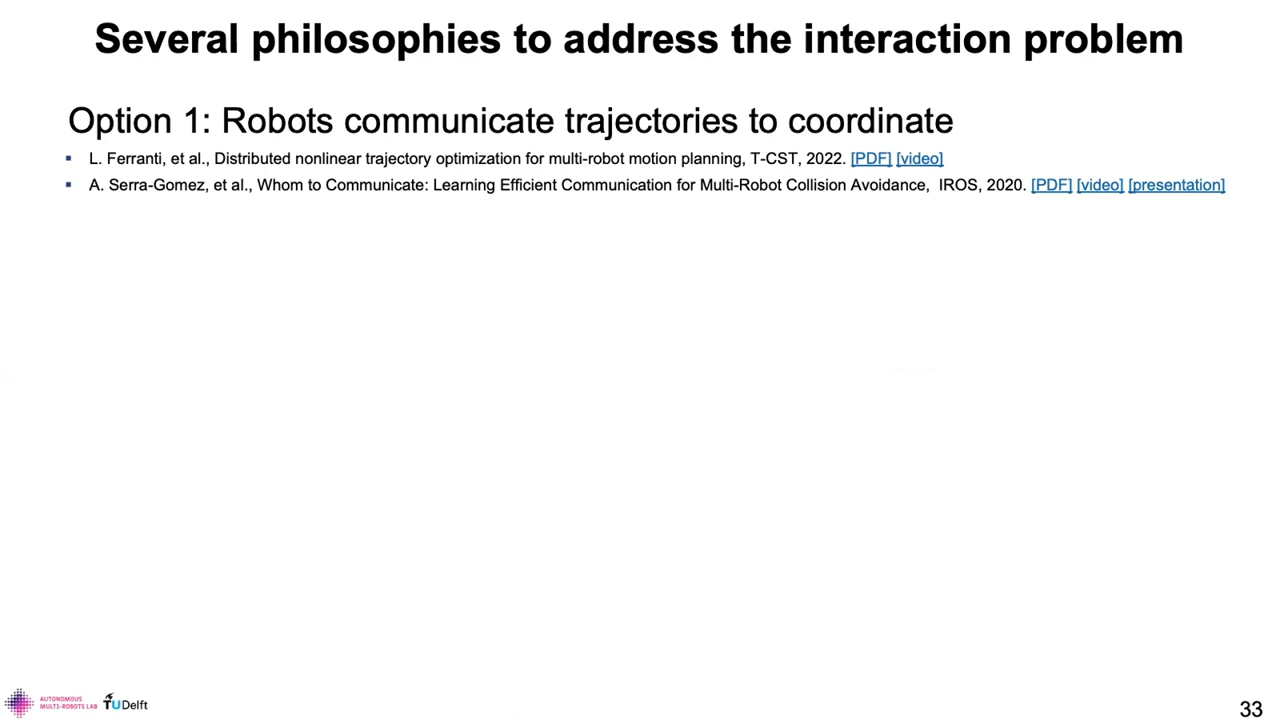 Several philosophies to address the interaction problem
Option 1: Robots communicate trajectories to coordinate
▪ L. Ferranti, et al., Distributed nonlinear trajectory optimization for multi-robot motion planning, T-CST, 2022. [PDF] [video]
▪ A. Serra-Gomez, et al., Whom to Communicate: Learning Efficient Communication for Multi-Robot Collision Avoidance, IROS, 2020. [PDF] [video] [presentation]
AUTONOMOUS
MULTI-ROBOTS LAB
TUDelft
33